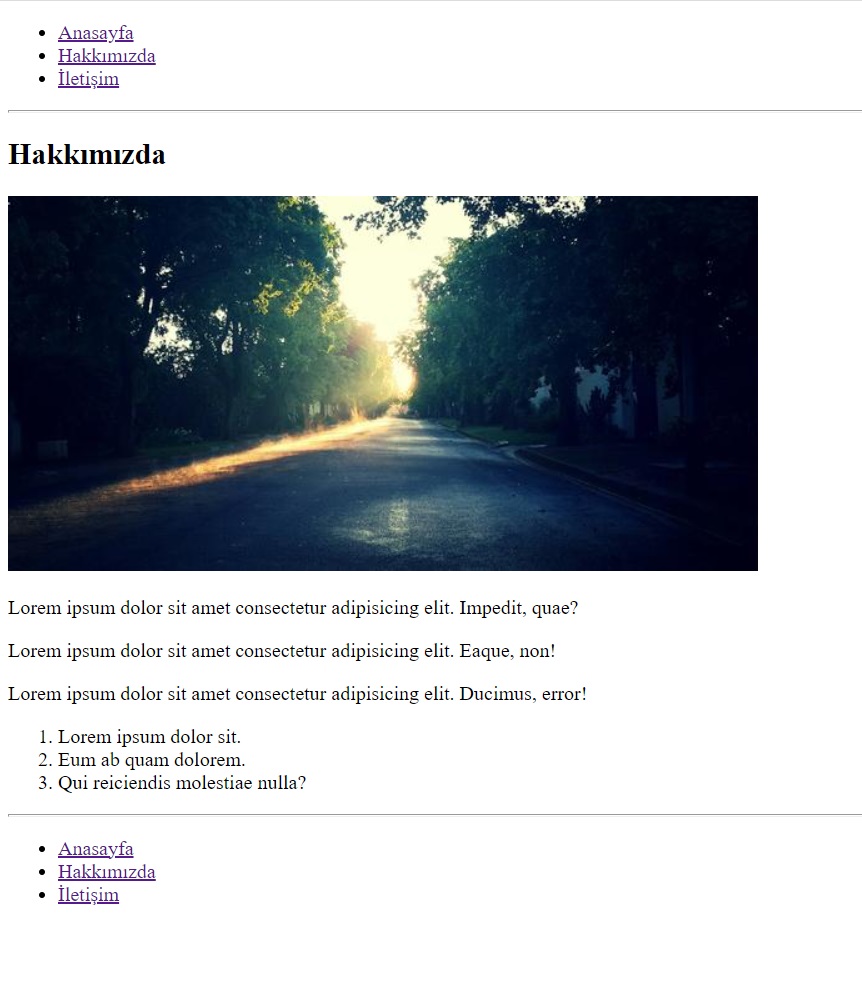 Anasayfa
Hakkımızda
İletişim
Hakkımızda
Lorem ipsum dolor sit amet consectetur adipisicing elit. Impedit, quae?
Lorem ipsum dolor sit amet consectetur adipisicing elit. Eaque, non!
Lorem ipsum dolor sit amet consectetur adipisicing elit. Ducimus, error!
1. Lorem ipsum dolor sit.
2. Eum ab quam dolorem.
3. Qui reiciendis molestiae nulla?
Anasayfa
Hakkımızda
İletişim